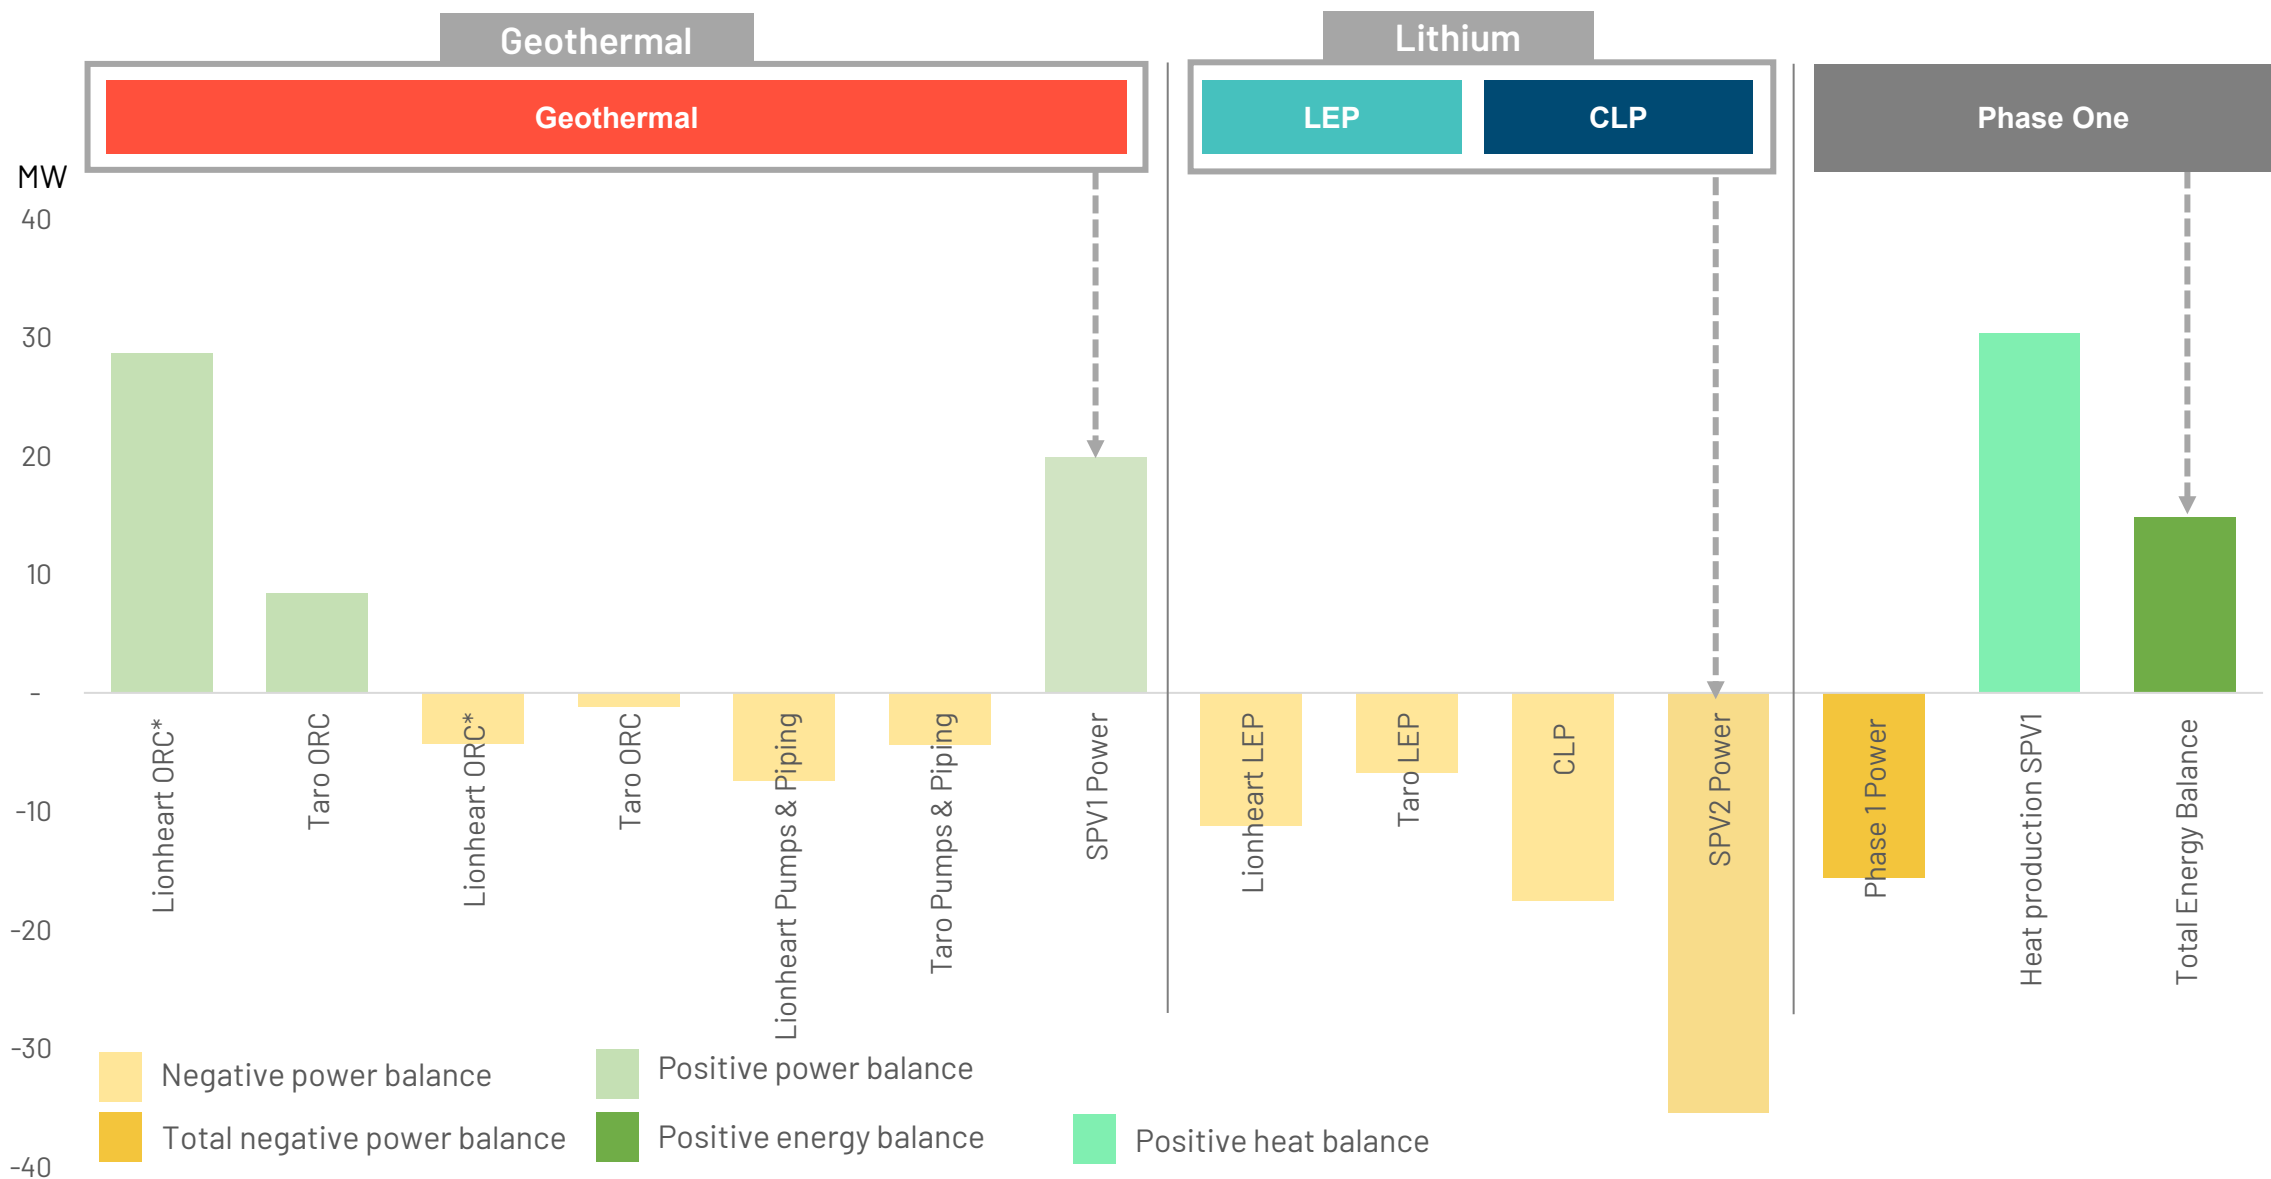 Geothermal
Lithium
Geothermal
LEP
CLP
Phase One
MW
40
30
20
10
-
-10
-20
-30
-40
Lionheart ORC*
Taro ORC
Lionheart ORC*
Taro ORC
Lionheart Pumps & Piping
Taro Pumps & Piping
SPV1 Power
Lionheart LEP
Taro LEP
CLP
SPV2 Power
Phase 1 Power
Heat production SPV1
Total Energy Balance
Negative power balance
Positive power balance
Total negative power balance
Positive energy balance
Positive heat balance